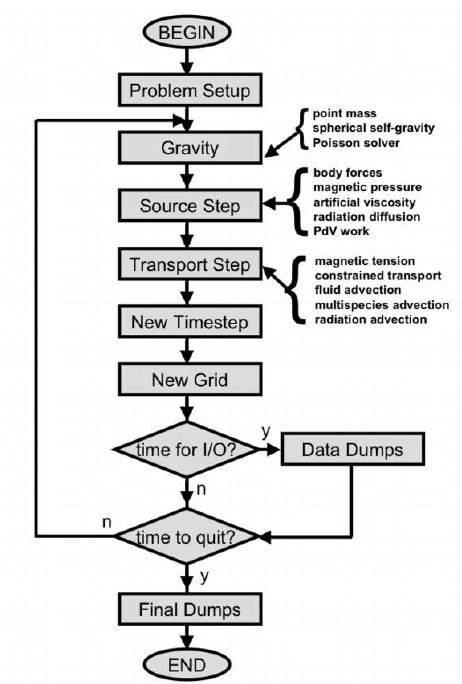 BEGIN
Problem Setup
Gravity
point mass
spherical self-gravity
Poisson solver
Source Step
body forces
magnetic pressure
artificial viscosity
radiation diffusion
PdV work
Transport Step
magnetic tension
constrained transport
fluid advection
multispecies advection
radiation advection
New Timestep
New Grid
time for I/O?
y
Data Dumps
n
n
time to quit?
y
Final Dumps
END